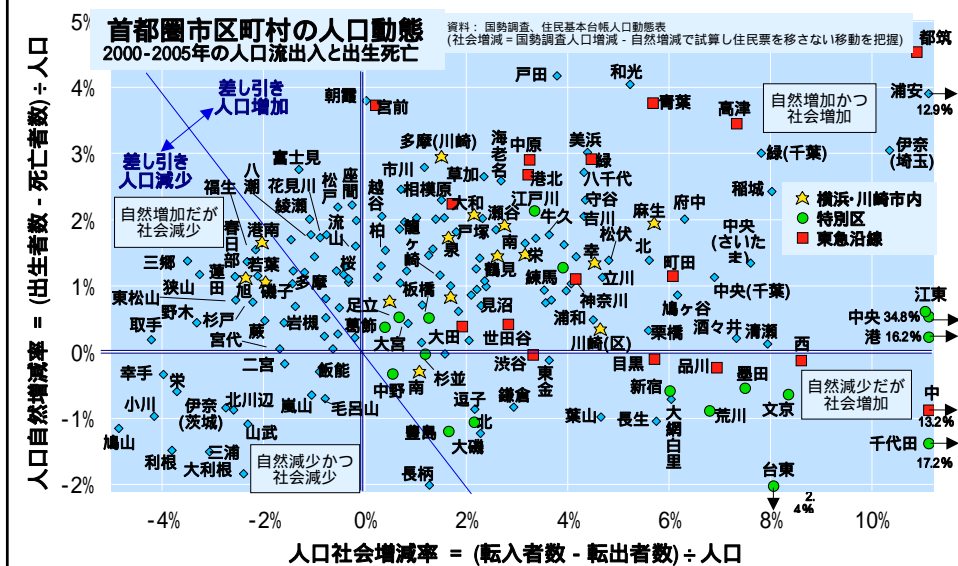 首都圏市区町村の人口動態
2000-2005年の人口流出入と出生死亡
資料: 国勢調査、住民基本台帳人口動態表
(社会増減=国勢調査人口増減-自然増減で試算し住民票を移さない移動を把握)
人口自然増減率 = (出生者数-死亡者数)÷人口
5%
4%
3%
2%
1%
0%
-1%
-2%
差し引き
人口増加
差し引き
人口減少
自然増加だが
社会減少
自然増加かつ
社会増加
自然減少だが
社会増加
自然減少かつ
社会減少
横浜・川崎市内
特別区
東急沿線
都筑
戸田
和光
浦安
12.9%
朝霞
宮前
青葉
高津
多摩(川崎)
海老名
中原
美浜
緑
緑(千葉)
伊奈
(埼玉)
富士見
八潮
福生
花見川
綾瀬
松戸
座間
流山
越谷
柏
市川
相模原
草加
港北
八千代
大和
江戸川
守谷
稲城
瀬谷
牛久
吉川
麻生
府中
春日部
港南
龍ヶ崎
泉
戸塚
南
栄
幸
松伏
北
中央
(さいたま)
三郷
蓮田
若葉
桜
鶴見
練馬
立川
町田
狭山
旭
磯子
多摩
板橋
中央(千葉)
東松山
野木
杉戸
足立
見沼
神奈川
鳩ヶ谷
江東
取手
宮代
蕨
岩槻
葛飾
大宮
大田
世田谷
浦和
川崎(区)
栗橋
酒々井
清瀬
中央 34.8%
港 16.2%
二宮
飯能
中野
南
杉並
渋谷
東金
目黒
品川
西
幸手
栄
新宿
墨田
小川
伊奈
(茨城)
北川辺
嵐山
毛呂山
逗子
鎌倉
葉山
長生
大網白里
荒川
文京
中
13.2%
鳩山
山武
豊島
北
大磯
千代田
17.2%
利根
三浦
大利根
長柄
台東
2.
4%
-4%
-2%
0%
2%
4%
6%
8%
10%
人口社会増減率 = (転入者数-転出者数)÷人口